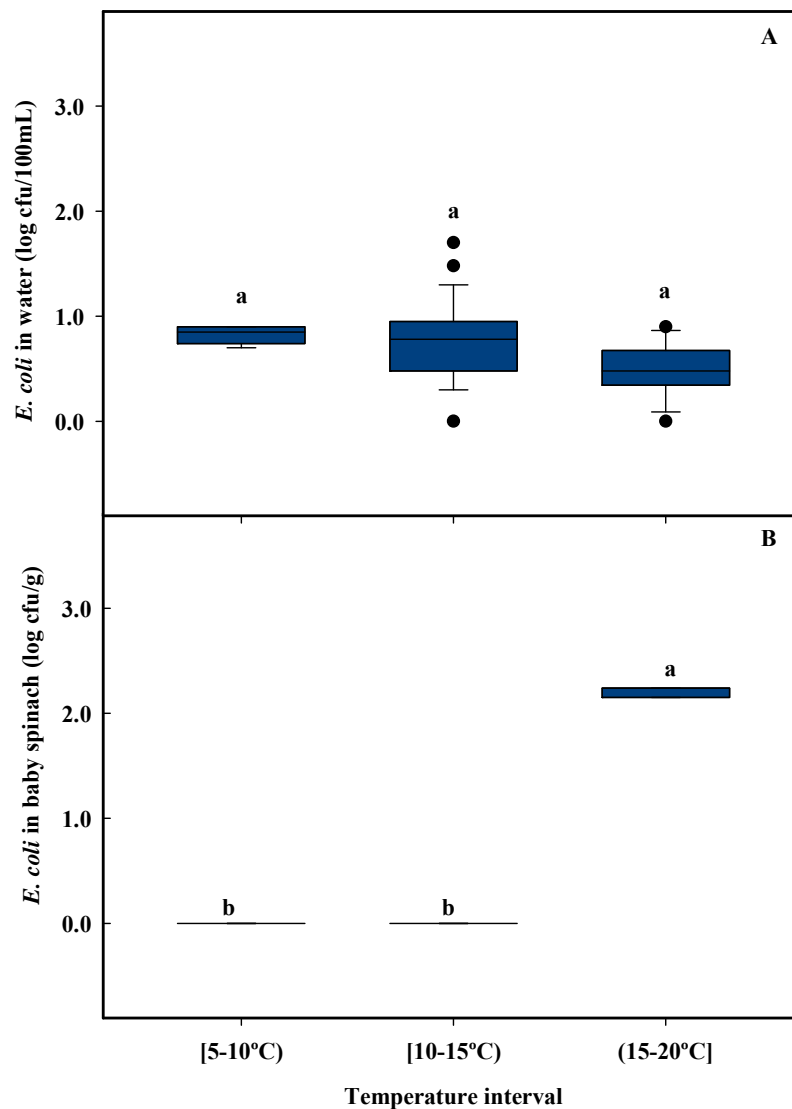 A
E. coli in water (log cfu/100mL)
3.0
2.0
1.0
0.0
a
a
a
B
E. coli in baby spinach (log cfu/g)
3.0
2.0
1.0
0.0
b
b
a
[5-10ºC)
[10-15ºC)
(15-20ºC]
Temperature interval